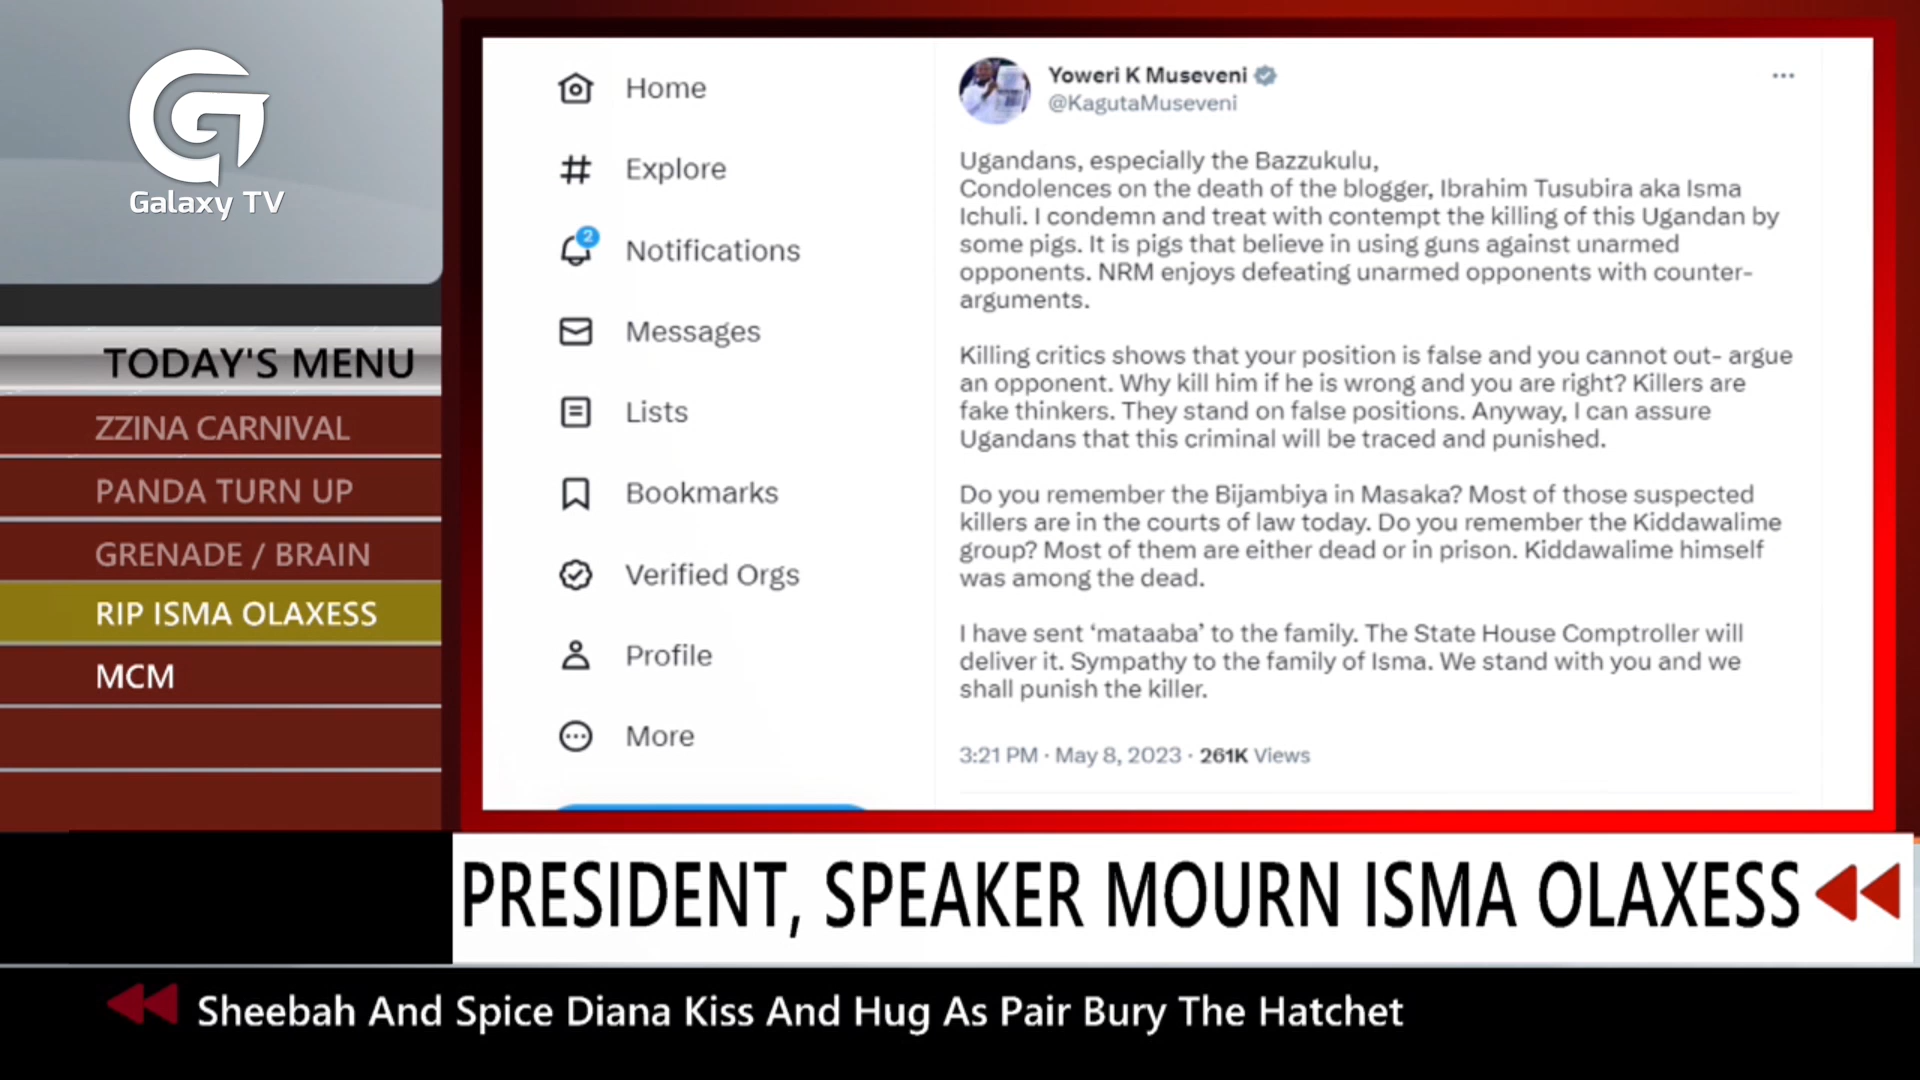 Galaxy TV
TODAY'S MENU
ZZINA CARNIVAL
PANDA TURN UP
GRENADE / BRAIN
RIP ISMA OLAXESS
MCM
Home
Explore
2
Notifications
Messages
Lists
Bookmarks
Verified Orgs
Profile
More
Yoweri K Museveni
@KagutaMuseveni
Ugandans, especially the Bazzukulu,
Condolences on the death of the blogger, Ibrahim Tusubira aka Isma
Ichuli. I condemn and treat with contempt the killing of this Ugandan by
some pigs. It is pigs that believe in using guns against unarmed
opponents. NRM enjoys defeating unarmed opponents with counter-
arguments.
Killing critics shows that your position is false and you cannot out- argue
an opponent. Why kill him if he is wrong and you are right? Killers are
fake thinkers. They stand on false positions. Anyway, I can assure
Ugandans that this criminal will be traced and punished.
Do you remember the Bijambiya in Masaka? Most of those suspected
killers are in the courts of law today. Do you remember the Kiddawalime
group? Most of them are either dead or in prison. Kiddawalime himself
was among the dead.
I have sent ‘mataaba’ to the family. The State House Comptroller will
deliver it. Sympathy to the family of Isma. We stand with you and we
shall punish the killer.
3:21 PM · May 8, 2023 · 261K Views
PRESIDENT, SPEAKER MOURN ISMA OLAXESS
Sheebah And Spice Diana Kiss And Hug As Pair Bury The Hatchet